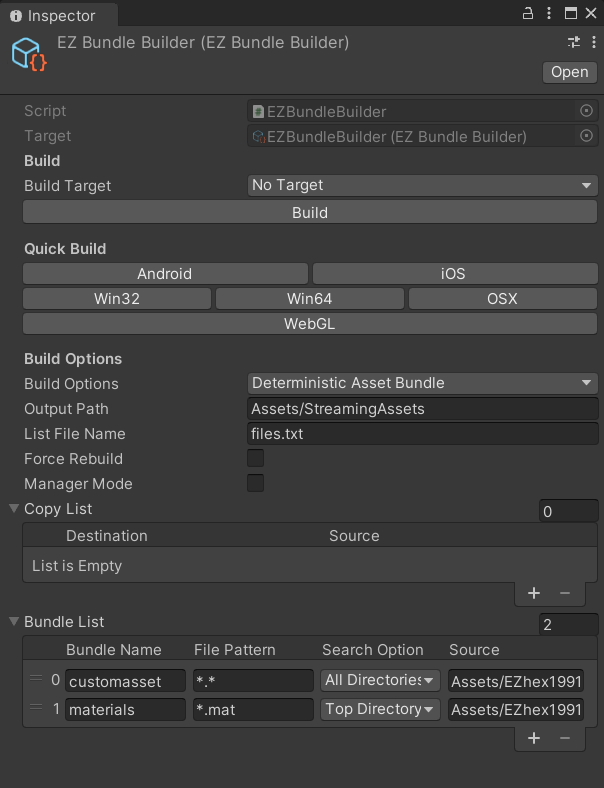 Inspector
EZ Bundle Builder (EZ Bundle Builder)
Open
Script EZBundleBuilder
Target EZBundleBuilder (EZ Bundle Builder)
Build
Build Target No Target
Build
Quick Build
Android iOS
Win32 Win64 OSX
WebGL
Build Options
Build Options Deterministic Asset Bundle
Output Path Assets/StreamingAssets
List File Name files.txt
Force Rebuild
Manager Mode
Copy List 0
Destination Source
List is Empty
+ −
Bundle List 2
Bundle Name File Pattern Search Option Source
0 customasset *.* All Directories Assets/EZhex1991
1 materials *.mat Top Directory Assets/EZhex1991
+ −